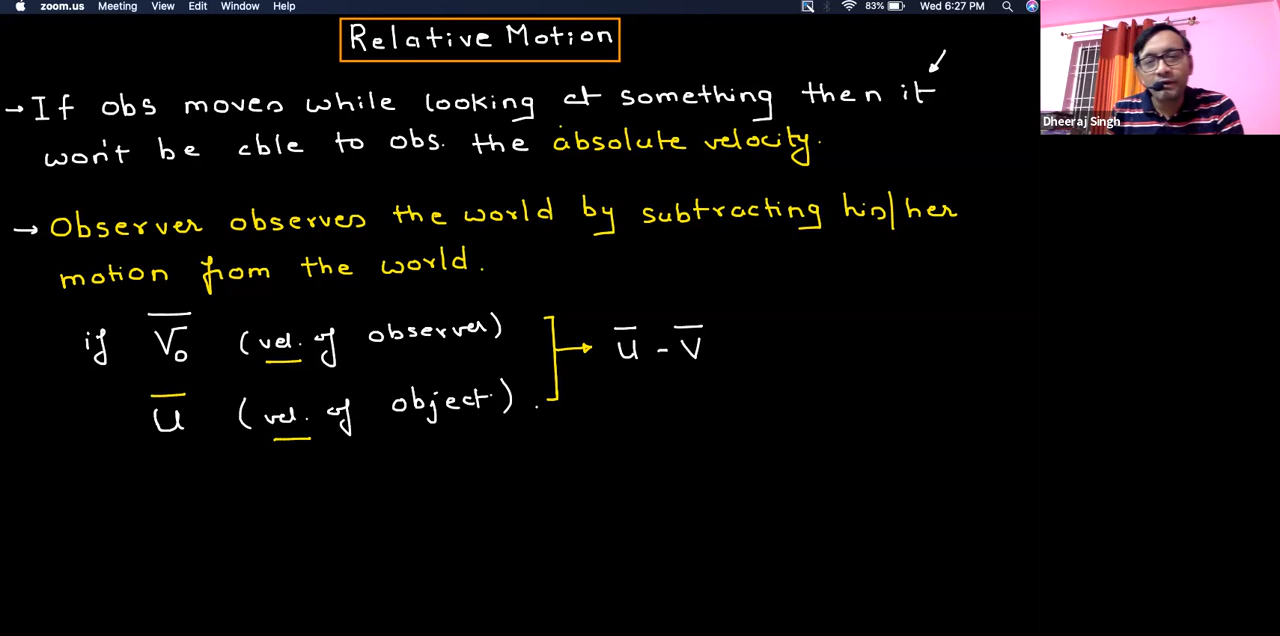 zoom.us Meeting View Edit Window Help 83% Wed 6:27 PM
Relative Motion
→ If obs moves while looking at something then it
won't be able to obs. the absolute velocity.
→ Observer observes the world by subtracting his/her
motion from the world.
if V̅₀ (vel. of observer)
u̅ (vel. of object).
→ u̅ - V̅
Dheeraj Singh